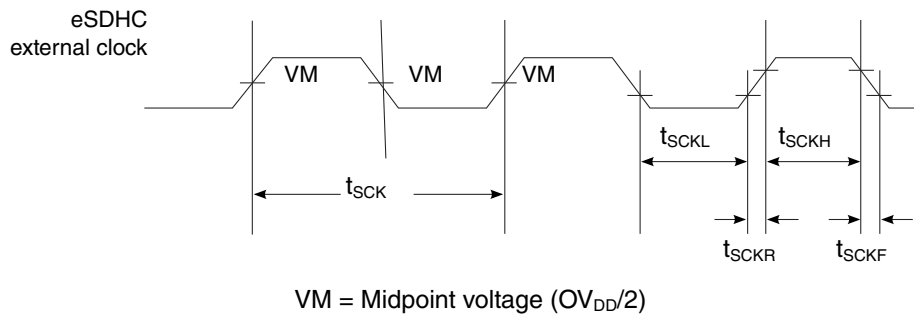 eSDHC
external clock
VM VM VM
tSCKL tSCKH
tSCK
tSCKR tSCKF
VM = Midpoint voltage (OVDD/2)